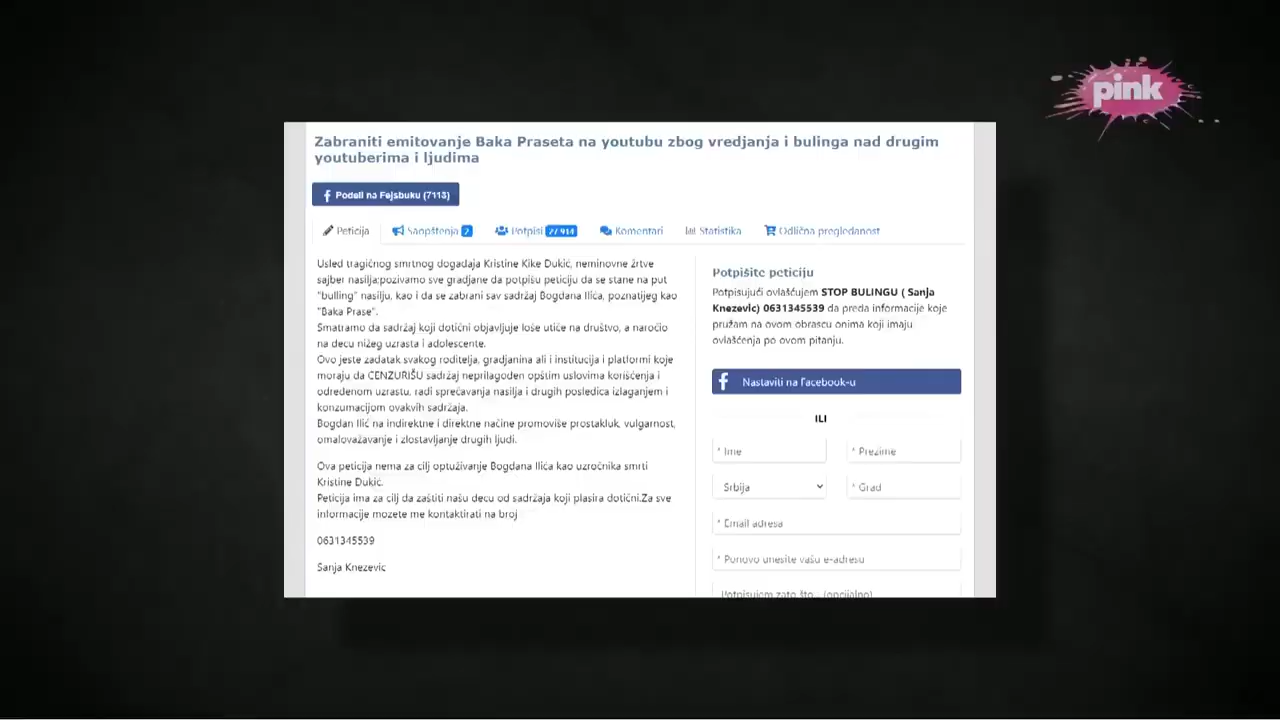 pink
Zabraniti emitovanje Baka Praseta na youtubu zbog vredjanja i bulinga nad drugim
youtuberima i ljudima
Podeli na Fejsbuku (7113)
Peticija Saopštenja 2 Potpisi 27 914 Komentari Statistika Odlična pregledanost
Usled tragičnog smrtnog događaja Kristine Kike Đukić, neminovne žrtve
sajber nasilja;pozivamo sve gradjane da potpišu peticiju da se stane na put
"bulling" nasilju, kao i da se zabrani sav sadržaj Bogdana Ilića, poznatijeg kao
"Baka Prase".
Smatramo da sadržaj koji dotični objavljuje loše utiče na društvo, a naročio
na decu nižeg uzrasta i adolescente.
Ovo jeste zadatak svakog roditelja, gradjanina ali i institucija i platformi koje
moraju da CENZURIŠU sadržaj neprilagođen opštim uslovima korišćenja i
određenom uzrastu, radi sprečavanja nasilja i drugih posledica izlaganjem i
konzumacijom ovakvih sadržaja.
Bogdan Ilić na indirektne i direktne načine promoviše prostakluk, vulgarnost,
omalovažavanje i zlostavljanje drugih ljudi.
Ova peticija nema za cilj optuživanje Bogdana Ilića kao uzročnika smrti
Kristine Đukić.
Peticija ima za cilj da zaštiti našu decu od sadržaja koji plasira dotični.Za sve
informacije mozete me kontaktirati na broj
0631345539
Sanja Knezevic
Potpišite peticiju
Potpisujući ovlašćujem STOP BULINGU ( Sanja
Knezevic) 0631345539 da preda informacije koje
pružam na ovom obrascu onima koji imaju
ovlašćenja po ovom pitanju.
Nastaviti na Facebook-u
ILI
* Ime * Prezime
Srbija * Grad
* Email adresa
* Ponovo unesite vašu e-adresu
Potpisujem zato što... (opcijalno)